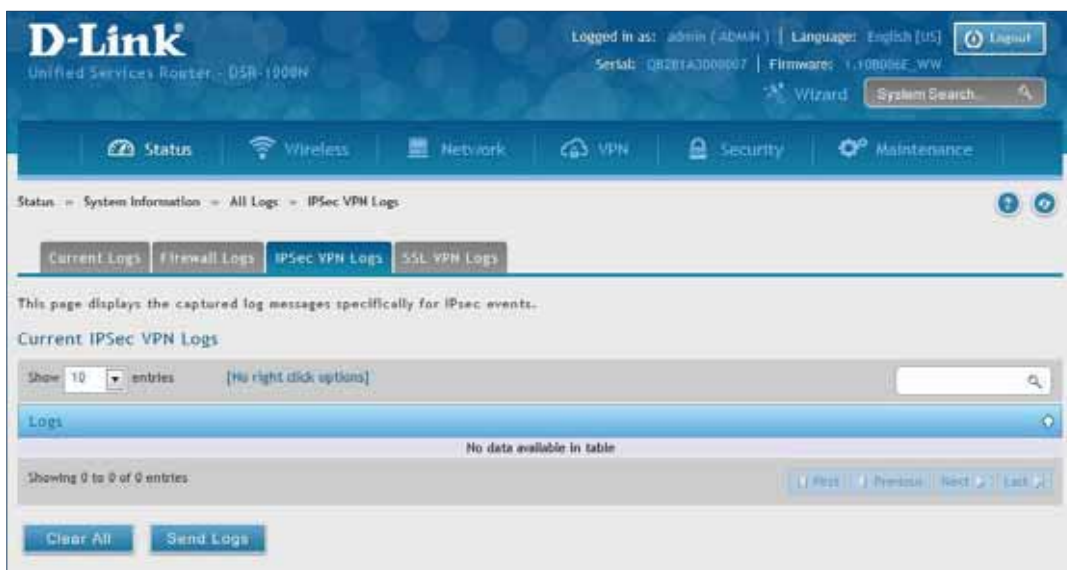 D-Link
Unified Services Router - DSR-1000N
Logged in as: admin ( ADMIN ) | Language: English [US]
Logout
Serial: | Firmware:
Wizard
System Search...
Status
Wireless
Network
VPN
Security
Maintenance
Status » System Information » All Logs » IPSec VPN Logs
Current Logs
Firewall Logs
IPSec VPN Logs
SSL VPN Logs
This page displays the captured log messages specifically for IPsec events.
Current IPSec VPN Logs
Show 10 entries [No right click options]
Logs
No data available in table
Showing 0 to 0 of 0 entries
First Previous Next Last
Clear All
Send Logs